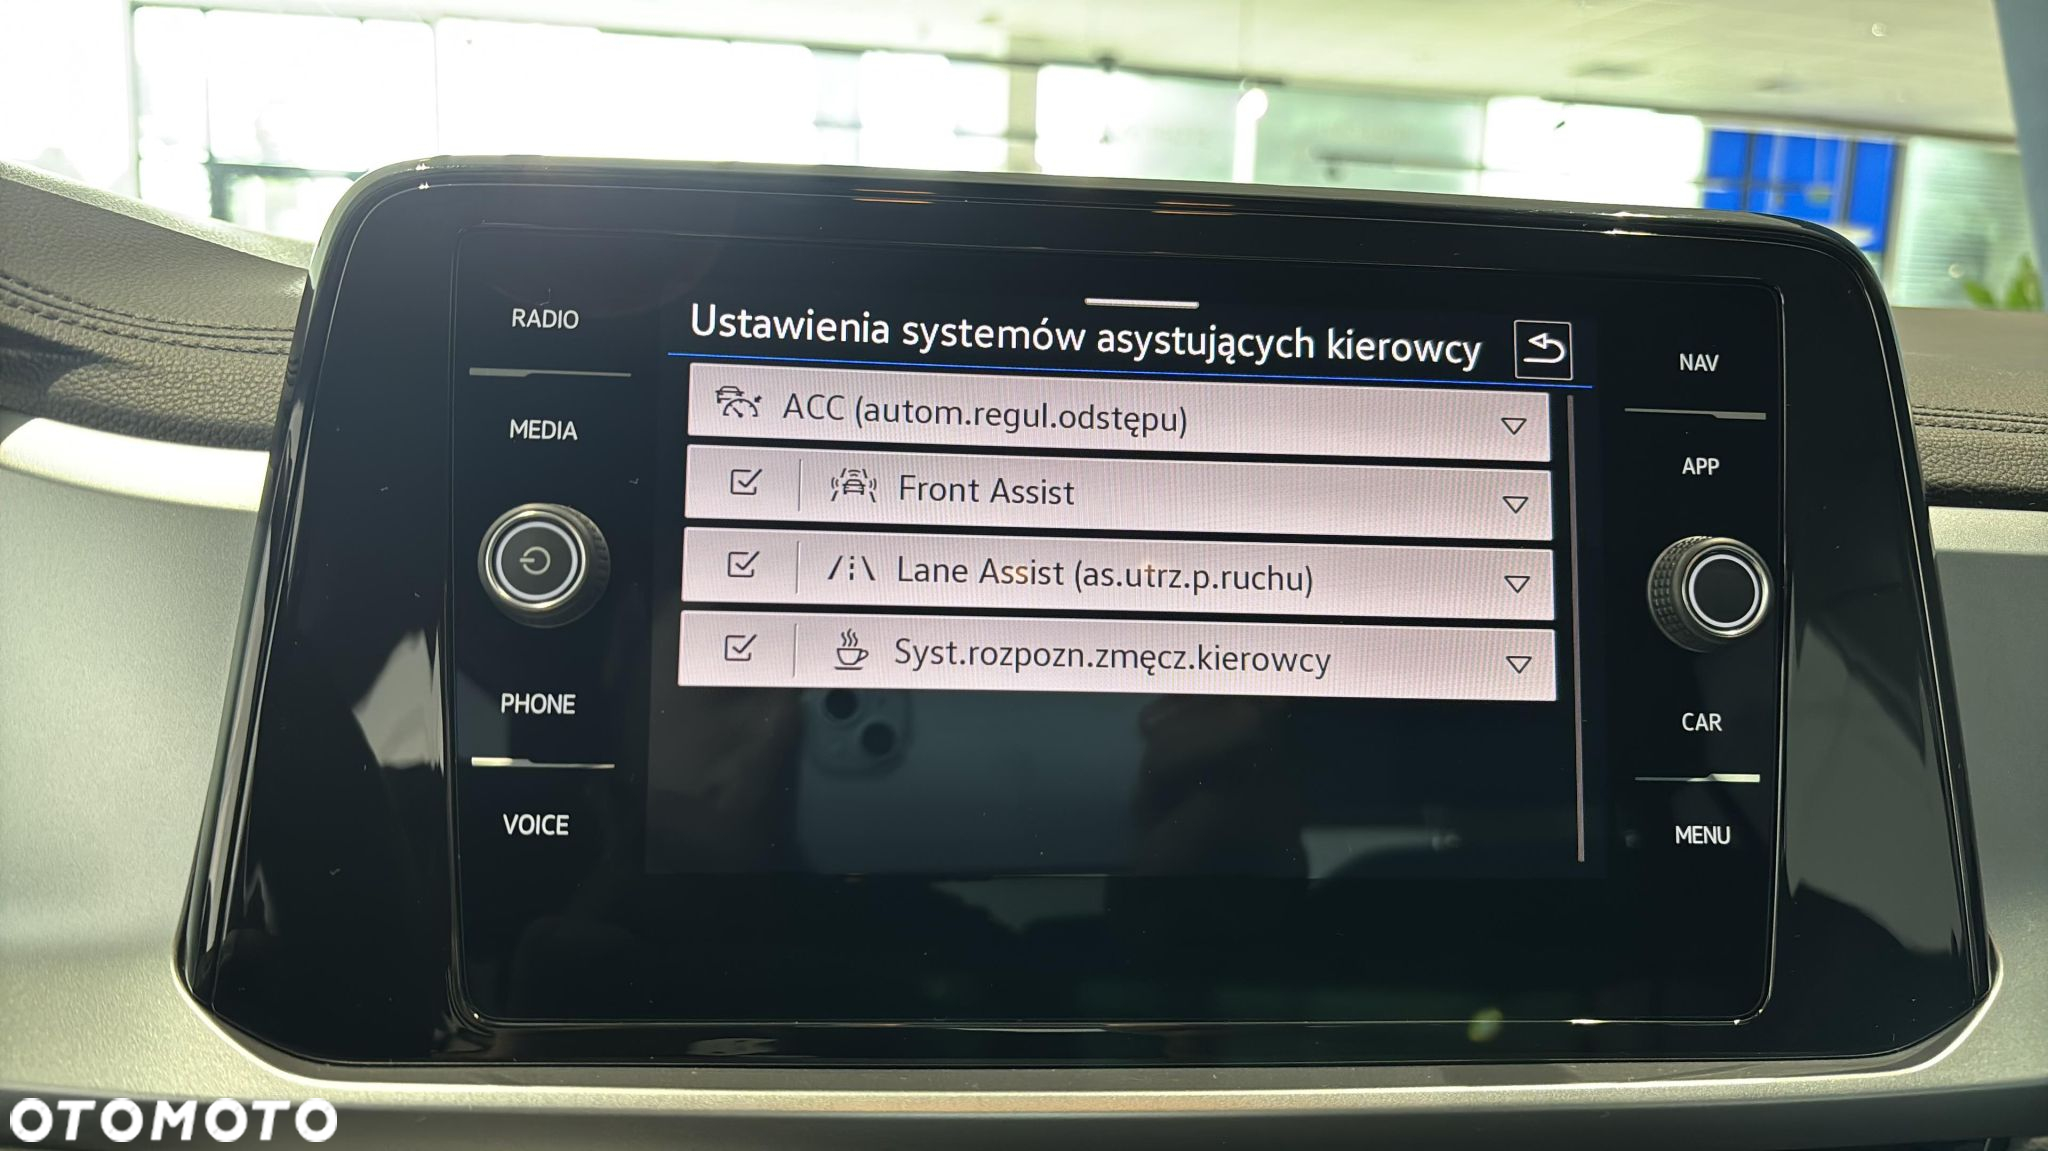 RADIO
MEDIA
PHONE
VOICE
Ustawienia systemów asystujących kierowcy
ACC (autom.regul.odstępu)
Front Assist
Lane Assist (as.utrz.p.ruchu)
Syst.rozpozn.zmęcz.kierowcy
NAV
APP
CAR
MENU
OTOMOTO